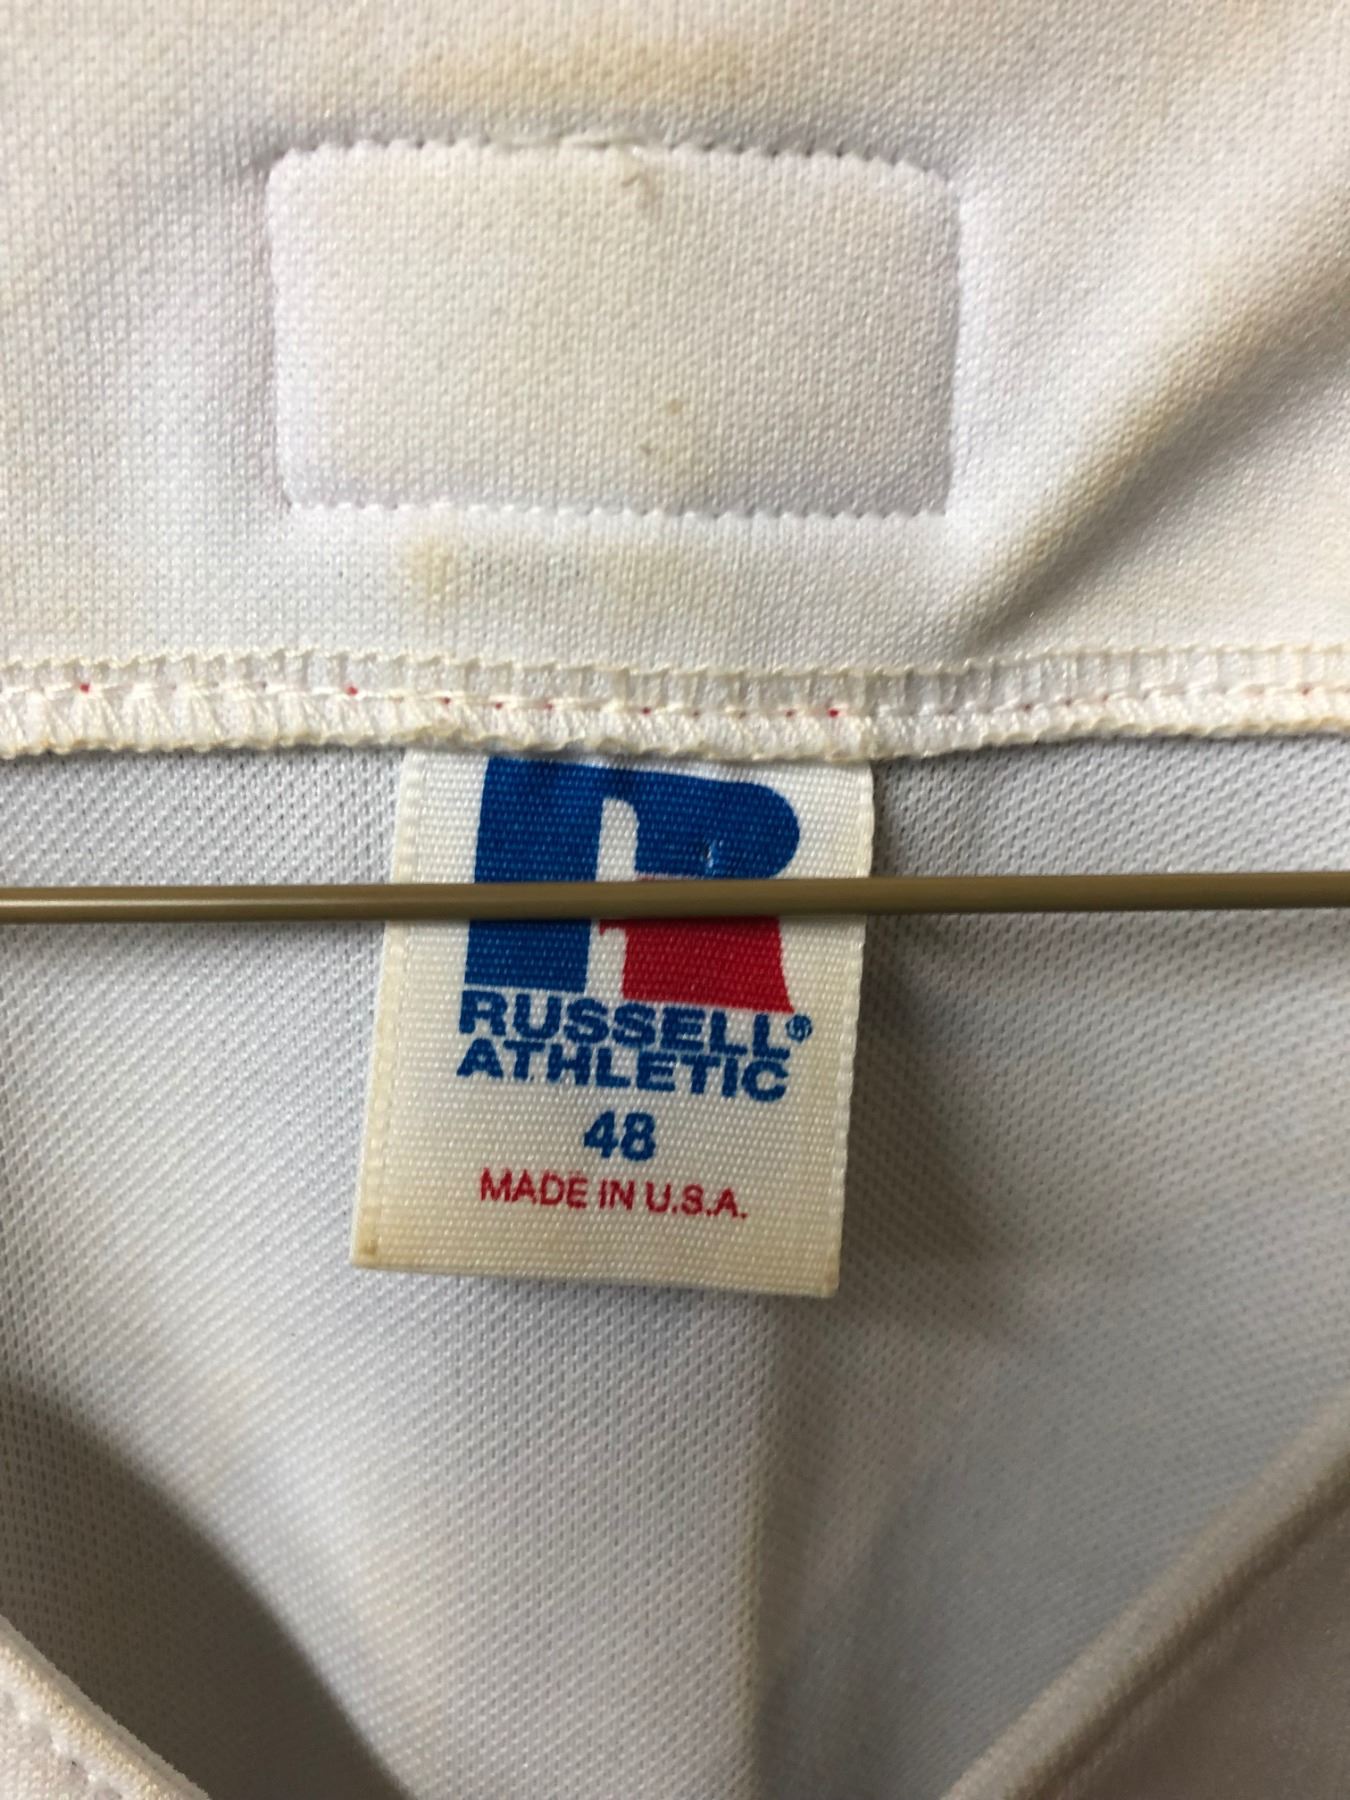 RUSSELL®
ATHLETIC
48
MADE IN U.S.A.